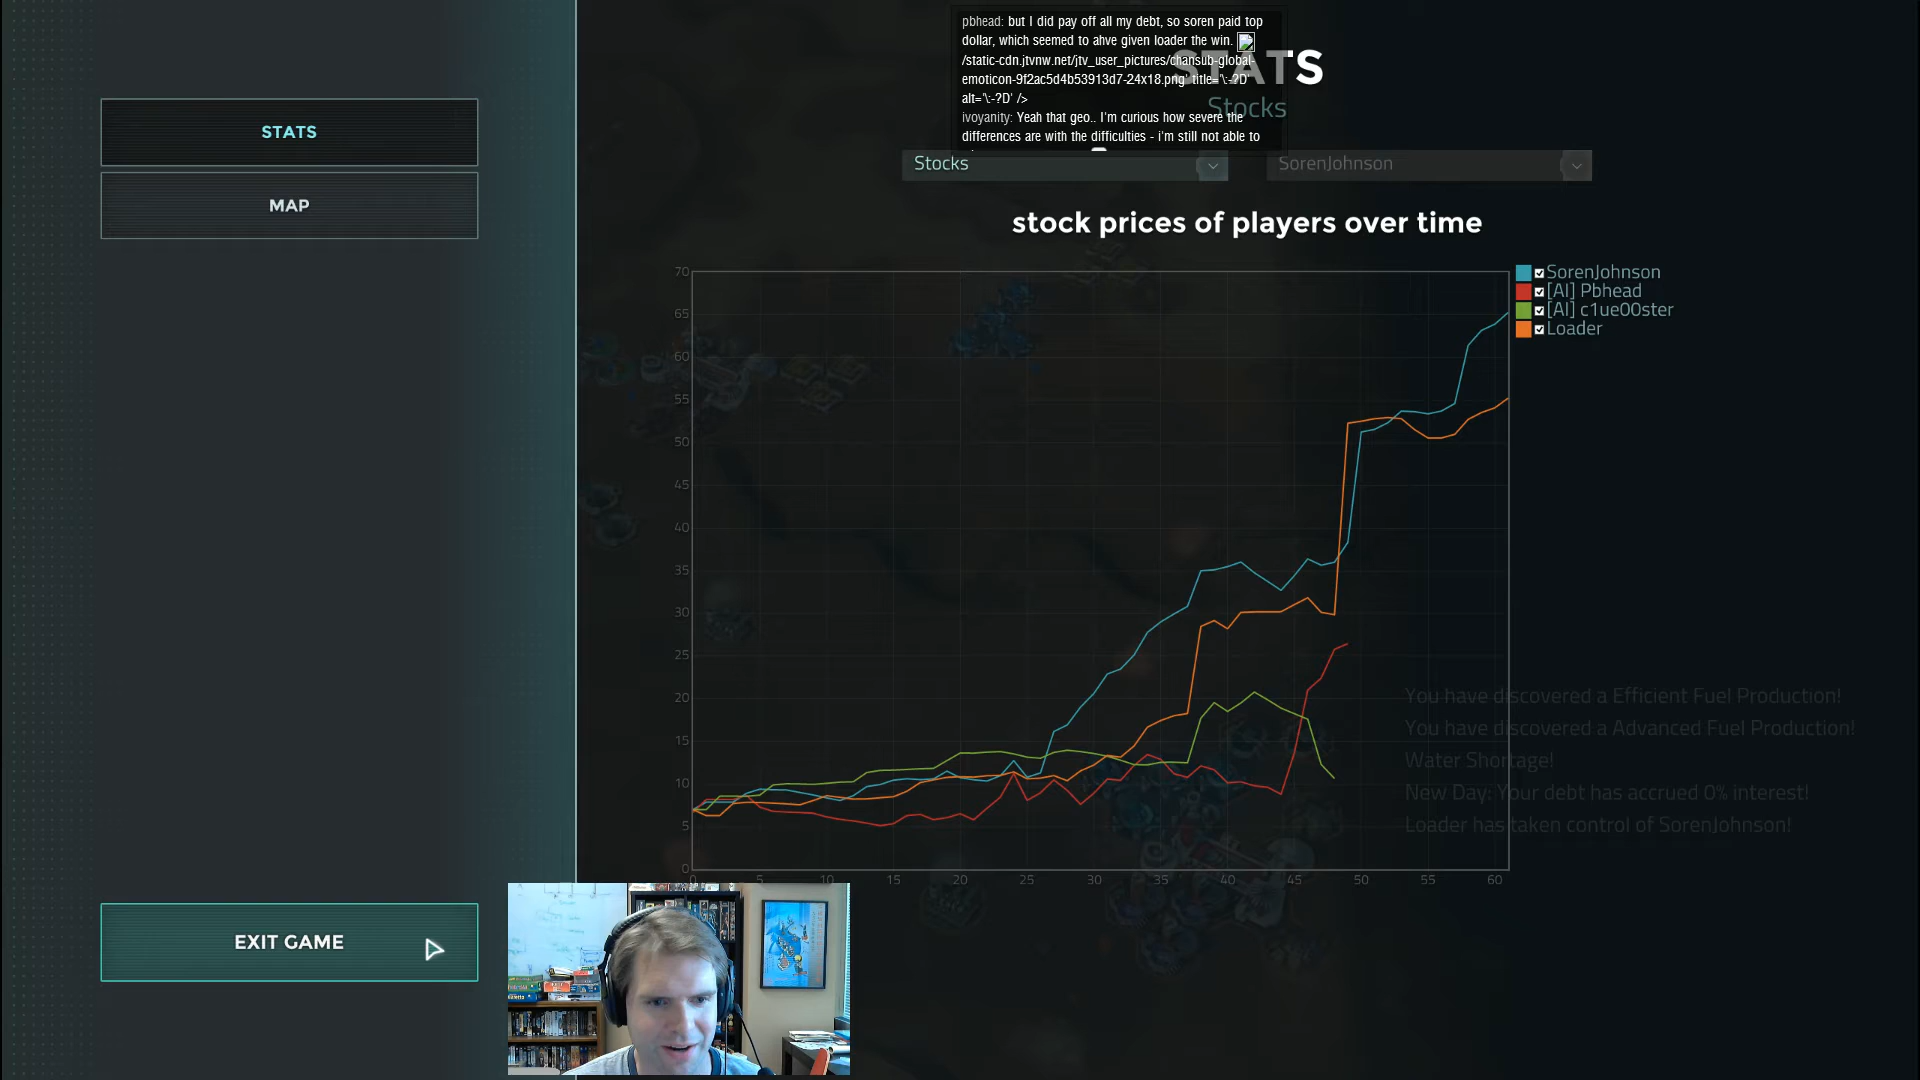 pbhead: but I did pay off all my debt, so soren paid top
dollar, which seemed to ahve given loader the win.
/static-cdn.jtvnw.net/jtv_user_pictures/chansub-global-
emoticon-9f2ac5d4b53913d7-24x18.png' title='\:-?D'
alt='\:-?D' />
ivoyanity: Yeah that geo.. I'm curious how severe the
differences are with the difficulties - i'm still not able to
STATS
Stocks
STATS
MAP
Stocks
SorenJohnson
stock prices of players over time
70
65
60
55
50
45
40
35
30
25
20
15
10
5
0
0 5 10 15 20 25 30 35 40 45 50 55 60
SorenJohnson
[AI] Pbhead
[AI] c1ue00ster
Loader
You have discovered a Efficient Fuel Production!
You have discovered a Advanced Fuel Production!
Water Shortage!
New Day: Your debt has accrued 0% interest!
Loader has taken control of SorenJohnson!
EXIT GAME